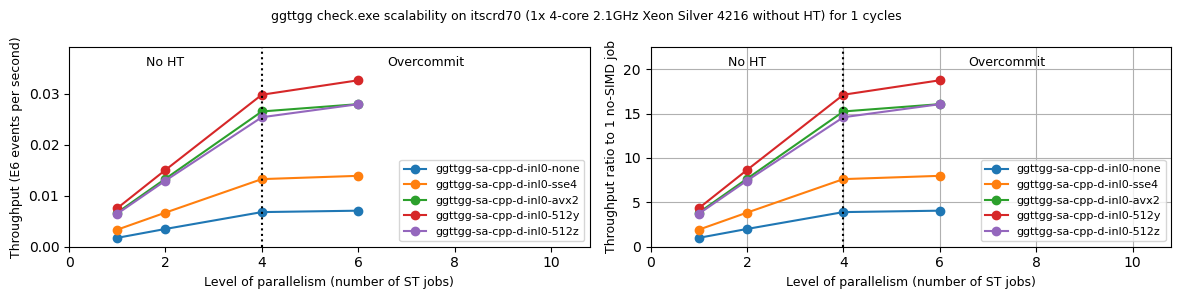 ggttgg check.exe scalability on itscrd70 (1x 4-core 2.1GHz Xeon Silver 4216 without HT) for 1 cycles
Throughput (E6 events per second)
0.03
0.02
0.01
0.00
No HT
Overcommit
ggttgg-sa-cpp-d-inl0-none
ggttgg-sa-cpp-d-inl0-sse4
ggttgg-sa-cpp-d-inl0-avx2
ggttgg-sa-cpp-d-inl0-512y
ggttgg-sa-cpp-d-inl0-512z
0 2 4 6 8 10
Level of parallelism (number of ST jobs)
Throughput ratio to 1 no-SIMD job
20
15
10
5
0
No HT
Overcommit
ggttgg-sa-cpp-d-inl0-none
ggttgg-sa-cpp-d-inl0-sse4
ggttgg-sa-cpp-d-inl0-avx2
ggttgg-sa-cpp-d-inl0-512y
ggttgg-sa-cpp-d-inl0-512z
0 2 4 6 8 10
Level of parallelism (number of ST jobs)